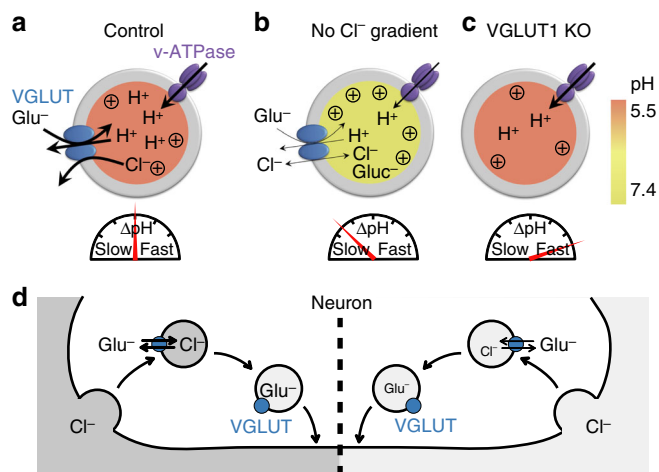 a Control
v-ATPase
VGLUT
Glu⁻
⊕ H⁺
H⁺
H⁺ H⁺ ⊕
Cl⁻ ⊕
ΔpH
Slow Fast
b No Cl⁻ gradient
⊕ ⊕ ⊕
Glu⁻
H⁺ ⊕
Cl⁻ Cl⁻ ⊕
Gluc⁻
ΔpH
Slow Fast
c VGLUT1 KO
⊕
H⁺
H⁺
⊕ ⊕
ΔpH
Slow Fast
pH
5.5
7.4
d Neuron
Glu⁻ Cl⁻
Glu⁻
VGLUT
Cl⁻
Cl⁻ Glu⁻
Glu⁻
VGLUT
Cl⁻